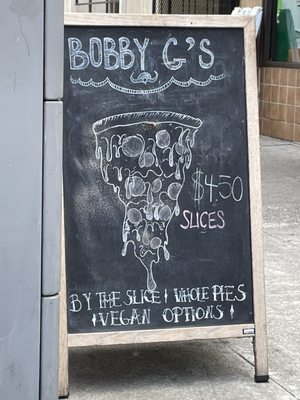 BOBBY G'S
$4.50
SLICES
BY THE SLICE | WHOLE PIES
VEGAN OPTIONS